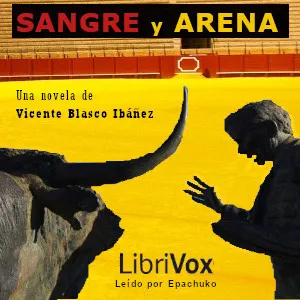 SANGRE y ARENA
Una novela de
Vicente Blasco Ibáñez
LibriVox
Leído por Epachuko